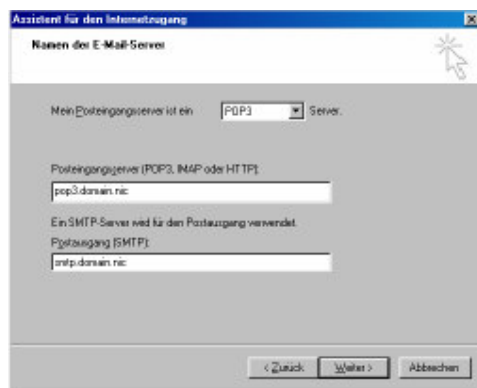 Assistent für den Internetzugang
Namen der E-Mail-Server
Mein Posteingangsserver ist ein POP3 Server.
Posteingangsserver (POP3, IMAP oder HTTP):
pop3.domain.nic
Ein SMTP-Server wird für den Postausgang verwendet.
Postausgang (SMTP):
smtp.domain.nic
< Zurück Weiter > Abbrechen